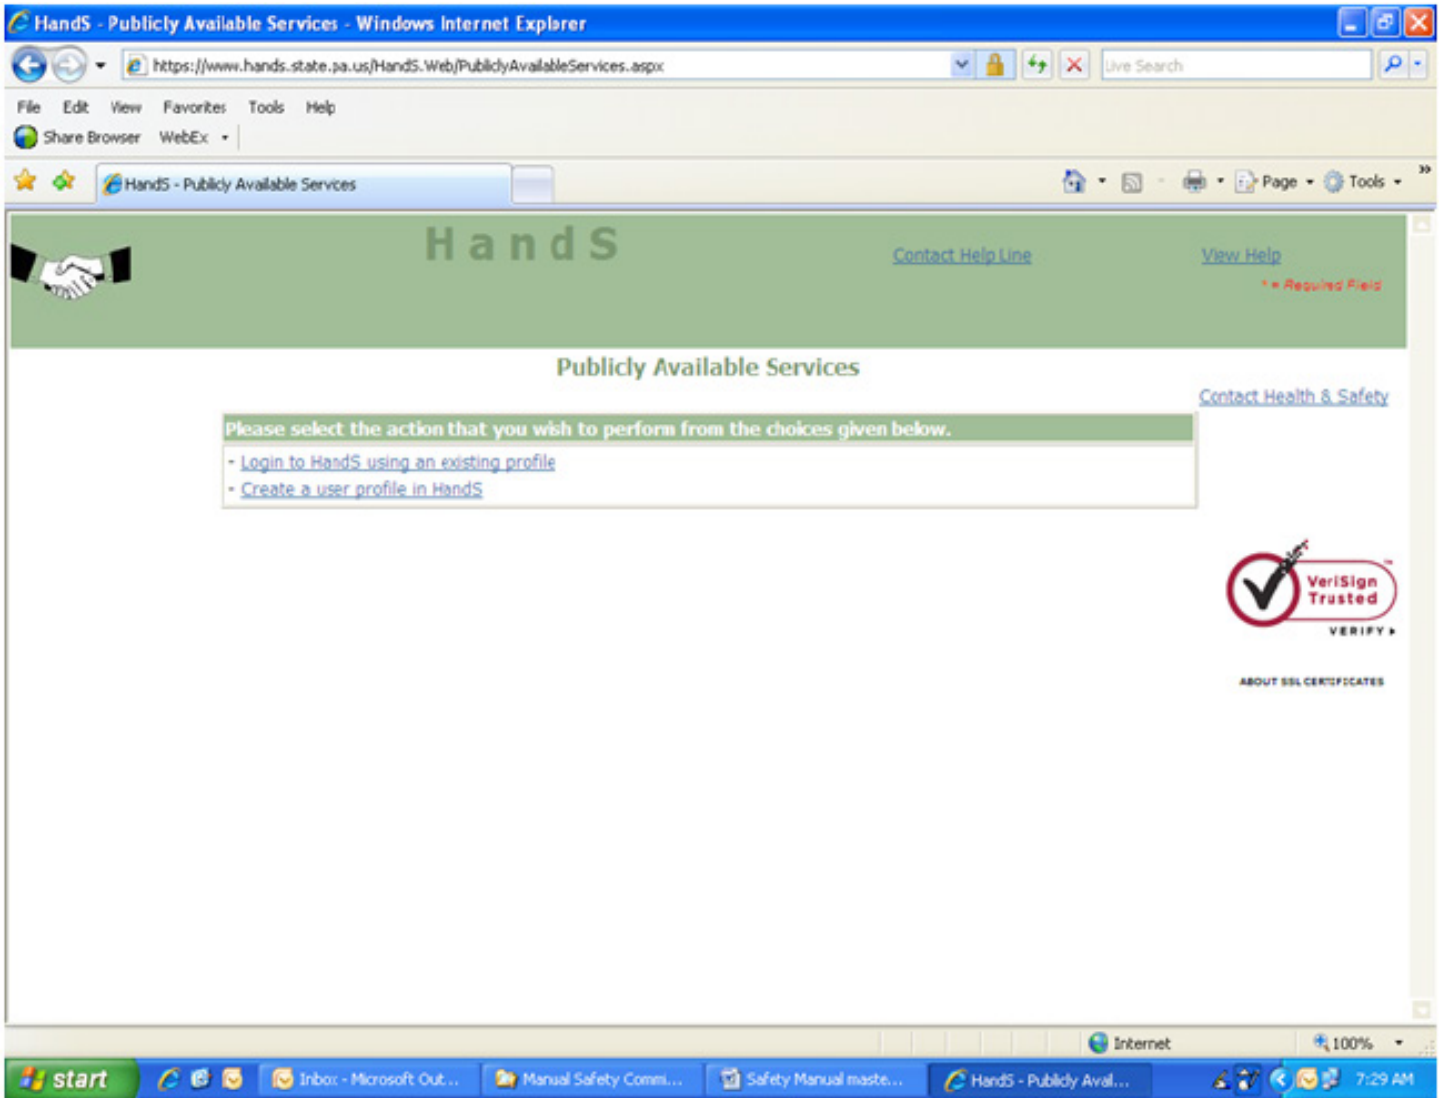 HandS - Publicly Available Services - Windows Internet Explorer
https://www.hands.state.pa.us/HandS.Web/PubliclyAvailableServices.aspx
Live Search
File Edit View Favorites Tools Help
Share Browser WebEx
HandS - Publicly Available Services
Page Tools
HandS
Contact Help Line
View Help
* = Required Field
Publicly Available Services
Contact Health & Safety
Please select the action that you wish to perform from the choices given below.
- Login to HandS using an existing profile
- Create a user profile in HandS
VeriSign
Trusted
VERIFY
ABOUT SSL CERTIFICATES
Internet 100%
start Inbox - Microsoft Out... Manual Safety Commi... Safety Manual maste... HandS - Publicly Avail... 7:29 AM